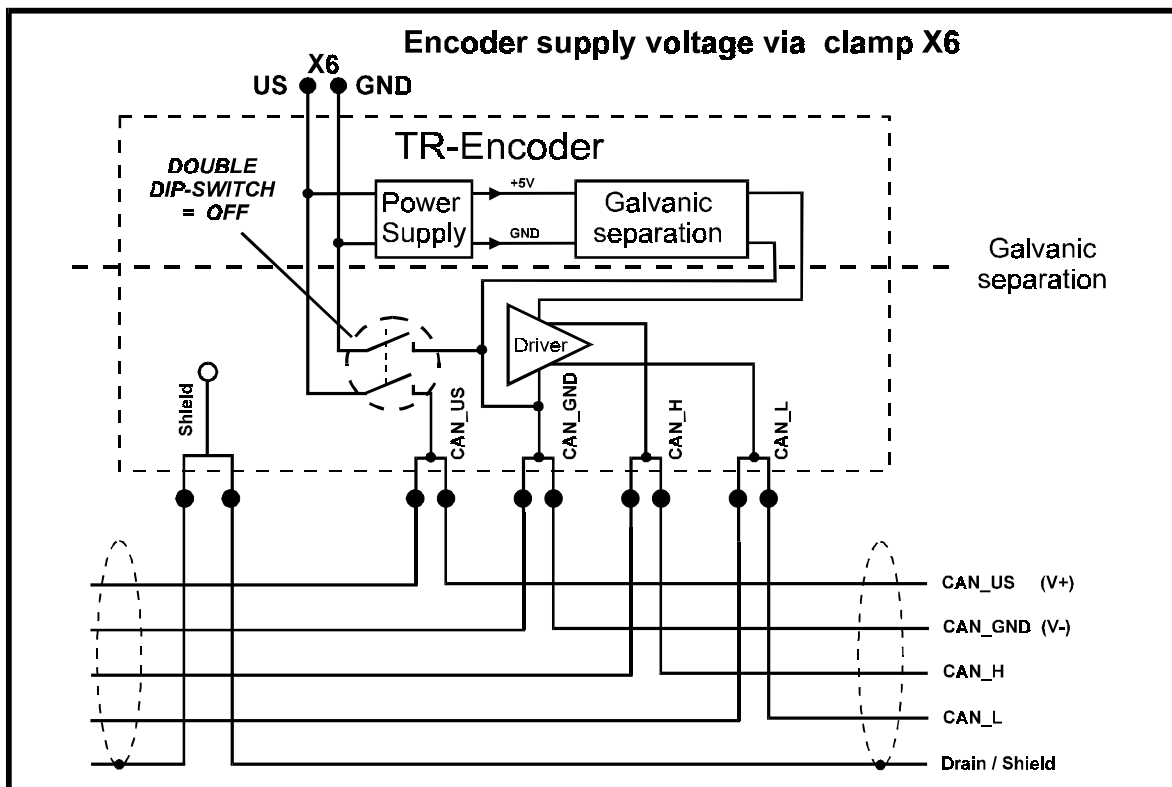 Encoder supply voltage via clamp X6
X6
US GND
TR-Encoder
DOUBLE
DIP-SWITCH
= OFF
Power
Supply
+5V
GND
Galvanic
separation
Galvanic
separation
Driver
Shield
CAN_US
CAN_GND
CAN_H
CAN_L
CAN_US (V+)
CAN_GND (V-)
CAN_H
CAN_L
Drain / Shield